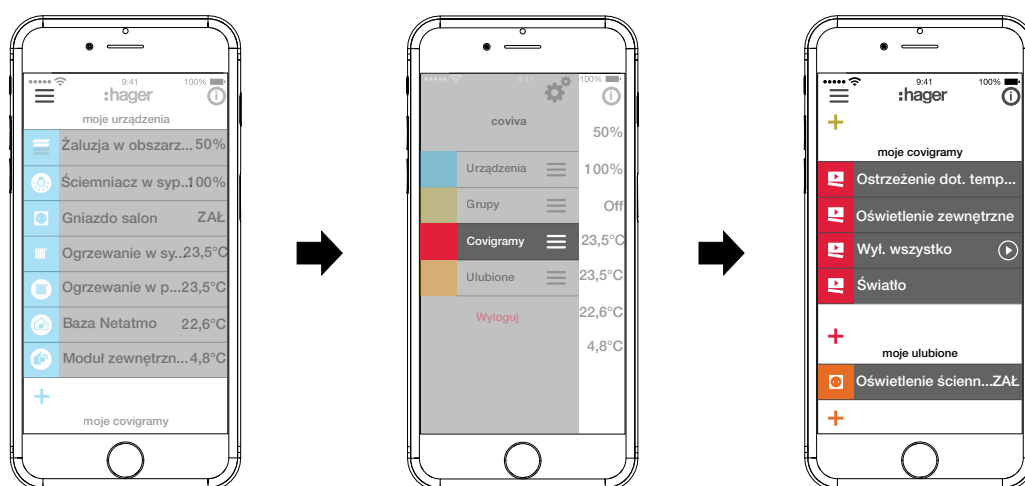 9:41 100%
:hager
moje urządzenia
Żaluzja w obszarz... 50%
Ściemniacz w syp..100%
Gniazdo salon ZAŁ
Ogrzewanie w sy..23,5°C
Ogrzewanie w p...23,5°C
Baza Netatmo 22,6°C
Moduł zewnętrzn... 4,8°C
+
moje covigramy
9:41 100%
coviva
50%
Urządzenia 100%
Grupy Off
Covigramy 23,5°C
Ulubione 23,5°C
Wyloguj 22,6°C
4,8°C
9:41 100%
:hager
+
moje covigramy
Ostrzeżenie dot. temp...
Oświetlenie zewnętrzne
Wył. wszystko
Światło
+
moje ulubione
Oświetlenie ścienn...ZAŁ
+